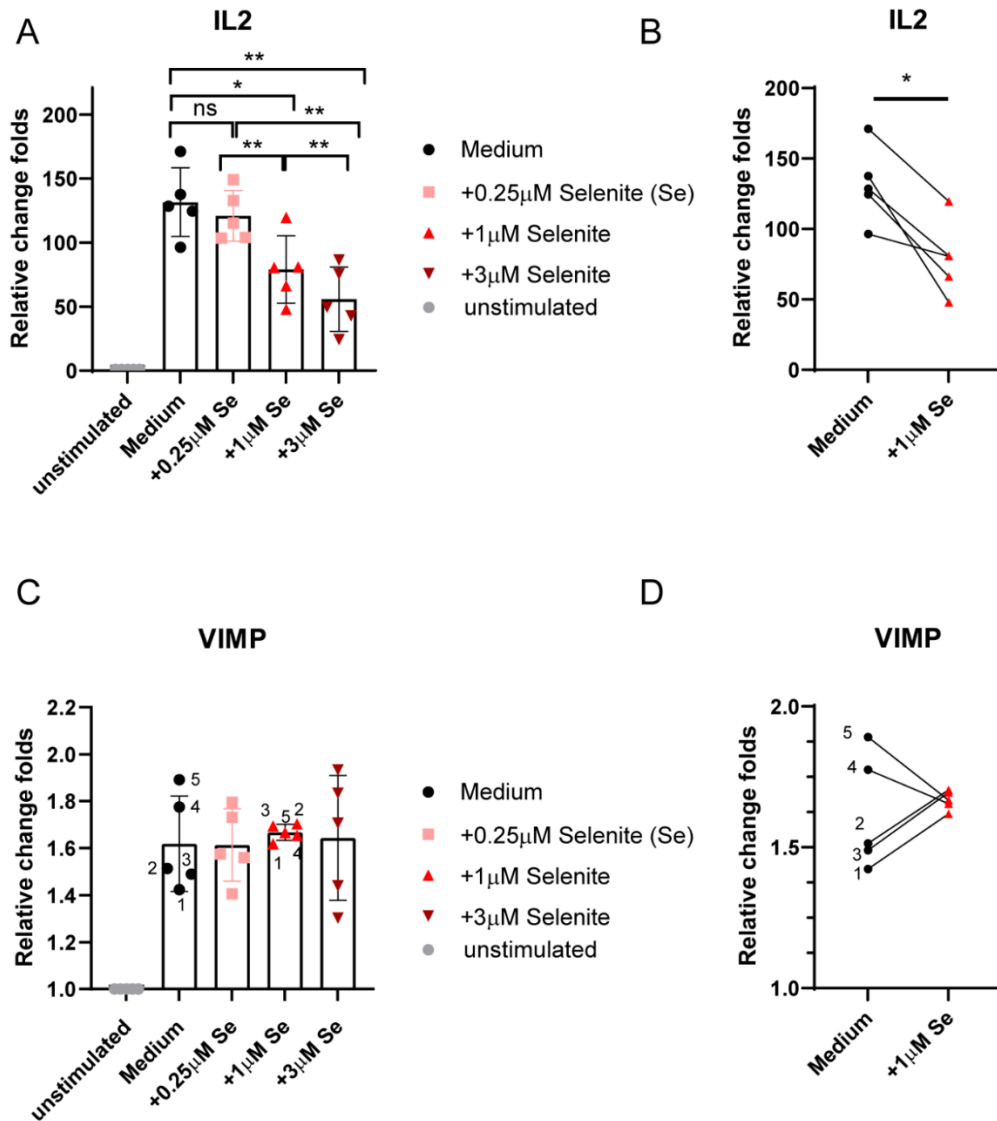 A
IL2
**
*
ns
**
**
**
Relative change folds
200
150
100
50
0
unstimulated
Medium
+0.25μM Se
+1μM Se
+3μM Se
Medium
+0.25μM Selenite (Se)
+1μM Selenite
+3μM Selenite
unstimulated
B
IL2
*
Relative change folds
200
150
100
50
0
Medium
+1μM Se
C
VIMP
Relative change folds
2.2
2.0
1.8
1.6
1.4
1.2
1.0
5
4
3
2
1
3
2
5
4
1
unstimulated
Medium
+0.25μM Se
+1μM Se
+3μM Se
Medium
+0.25μM Selenite (Se)
+1μM Selenite
+3μM Selenite
unstimulated
D
VIMP
Relative change folds
2.0
1.5
1.0
5
4
2
3
1
Medium
+1μM Se